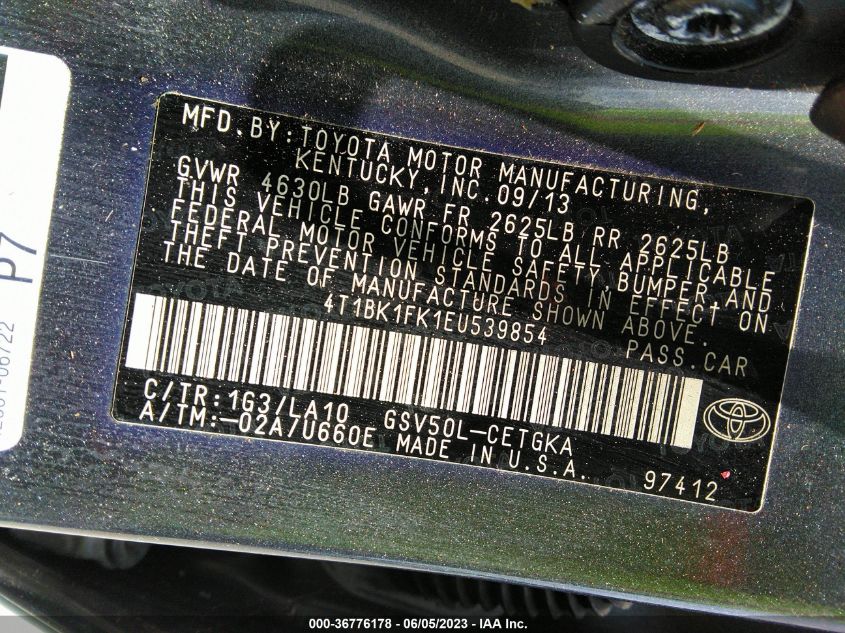 MFD. BY: TOYOTA MOTOR MANUFACTURING,
KENTUCKY, INC. 09/13
GVWR 4630LB GAWR FR 2625LB RR 2625LB
THIS VEHICLE CONFORMS TO ALL APPLICABLE
FEDERAL MOTOR VEHICLE SAFETY, BUMPER, AND
THEFT PREVENTION STANDARDS IN EFFECT ON
THE DATE OF MANUFACTURE SHOWN ABOVE.
4T1BK1FK1EU539854
PASS. CAR
C/TR: 1G3/LA10 GSV50L-CETGKA
A/TM: -02A/U660E MADE IN U.S.A.
97412
P7
000-36776178 - 06/05/2023 - IAA Inc.